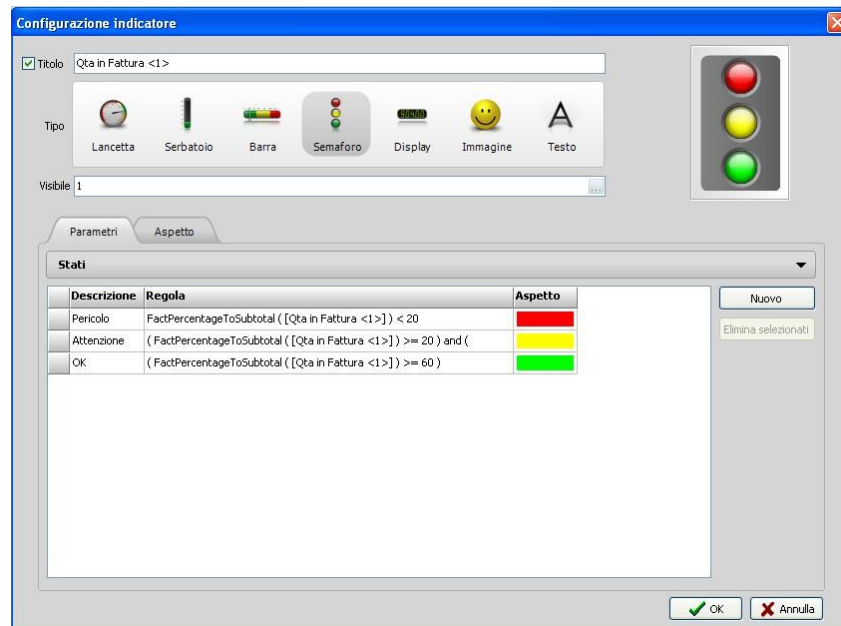 Configurazione indicatore
Titolo Qta in Fattura <1>
Tipo
Lancetta Serbatoio Barra Semaforo Display Immagine Testo
Visibile 1 ...
Parametri Aspetto
Stati
Descrizione Regola Aspetto
Nuovo
Pericolo FactPercentageToSubtotal ( [Qta in Fattura <1>] ) < 20
Elimina selezionati
Attenzione ( FactPercentageToSubtotal ( [Qta in Fattura <1>] ) >= 20 ) and (
OK ( FactPercentageToSubtotal ( [Qta in Fattura <1>] ) >= 60 )
OK Annulla